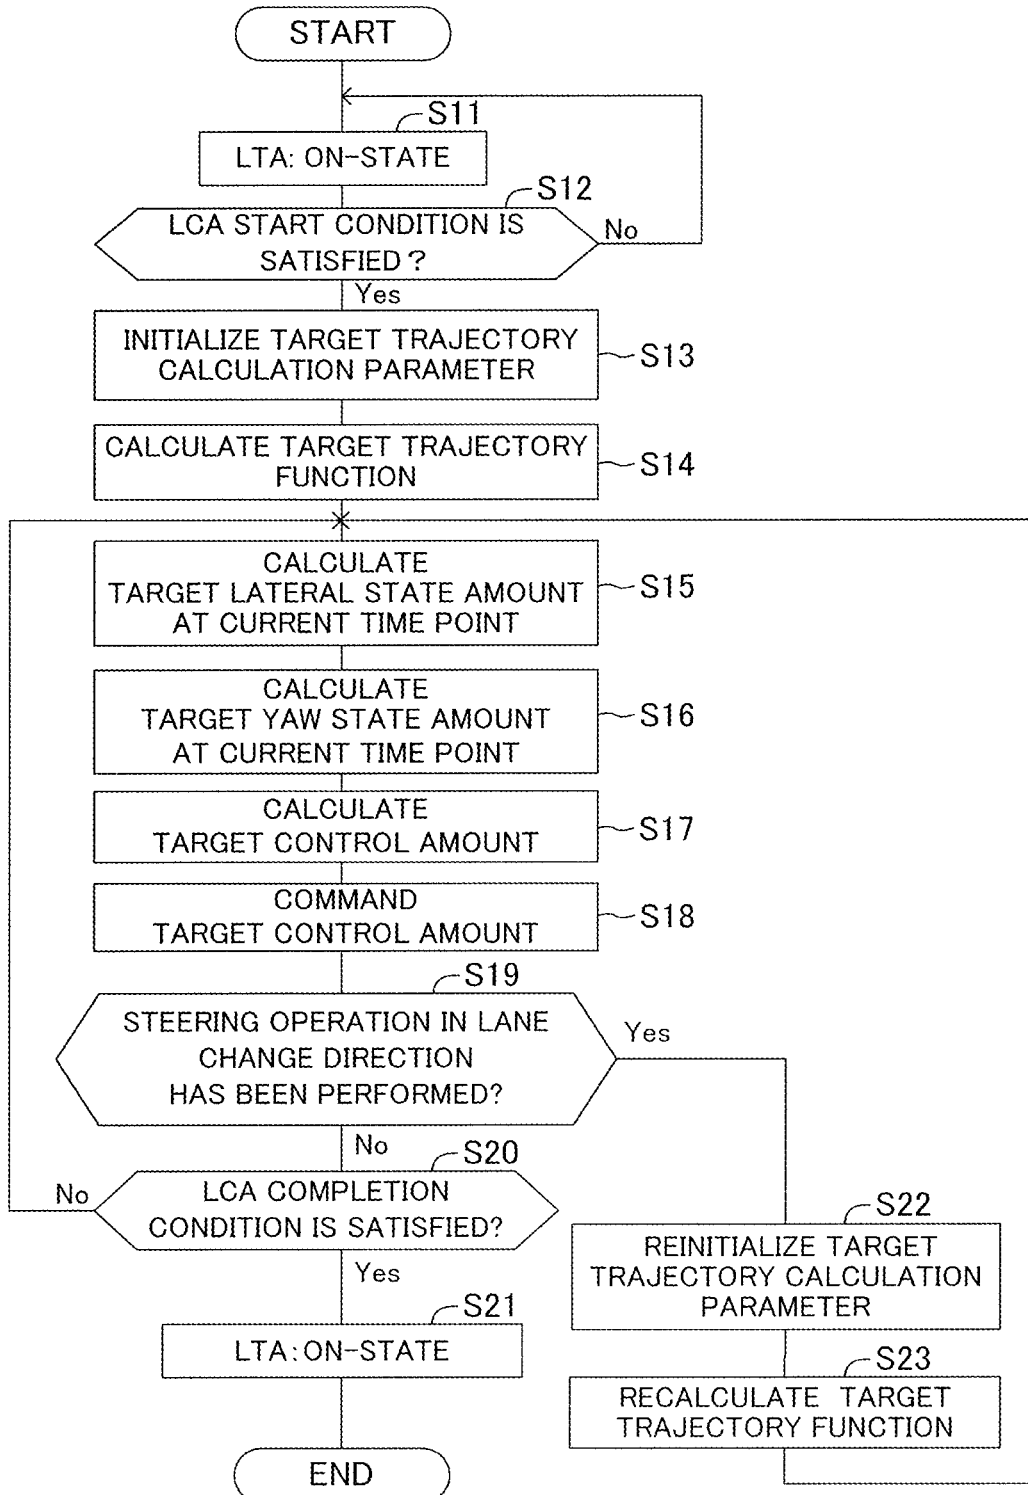 START
S11
LTA: ON-STATE
S12
LCA START CONDITION IS
SATISFIED?
No
Yes
INITIALIZE TARGET TRAJECTORY
CALCULATION PARAMETER
S13
CALCULATE TARGET TRAJECTORY
FUNCTION
S14
CALCULATE
TARGET LATERAL STATE AMOUNT
AT CURRENT TIME POINT
S15
CALCULATE
TARGET YAW STATE AMOUNT
AT CURRENT TIME POINT
S16
CALCULATE
TARGET CONTROL AMOUNT
S17
COMMAND
TARGET CONTROL AMOUNT
S18
S19
STEERING OPERATION IN LANE
CHANGE DIRECTION
HAS BEEN PERFORMED?
Yes
No
S20
LCA COMPLETION
CONDITION IS SATISFIED?
No
Yes
S21
LTA: ON-STATE
END
S22
REINITIALIZE TARGET
TRAJECTORY CALCULATION
PARAMETER
S23
RECALCULATE TARGET
TRAJECTORY FUNCTION